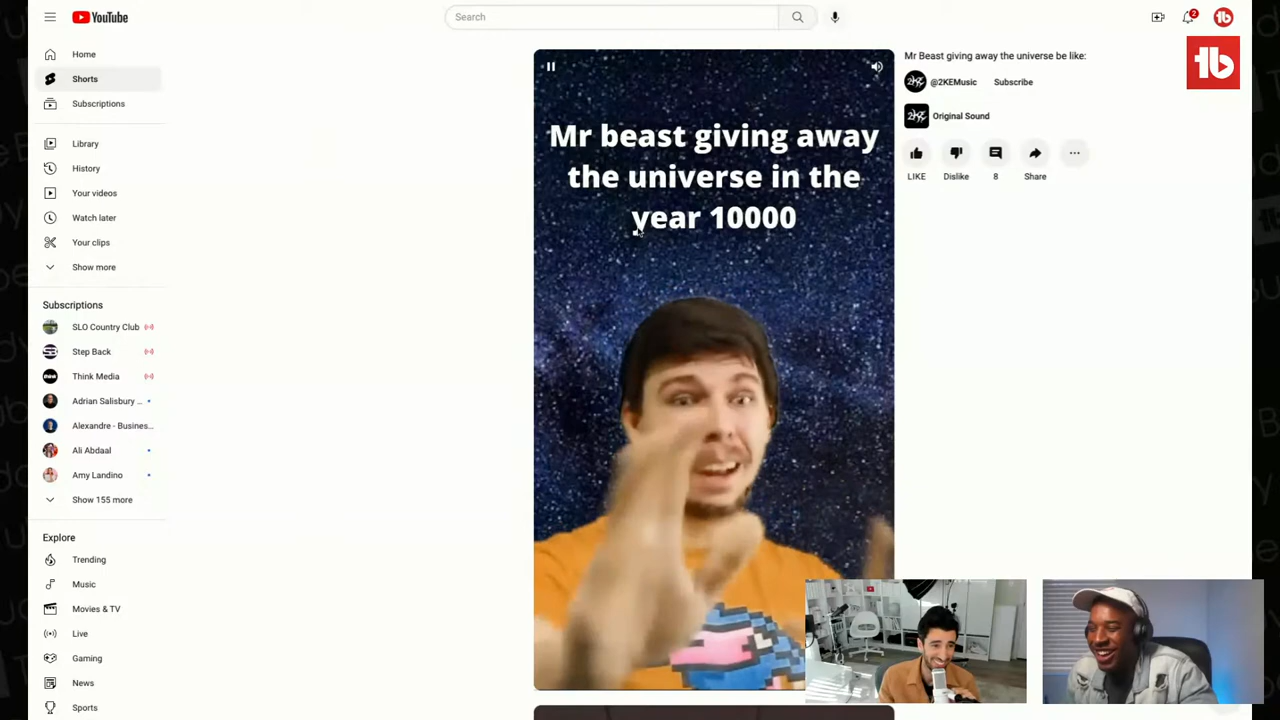 YouTube
Search
2
Home
Shorts
Subscriptions
Library
History
Your videos
Watch later
Your clips
Show more
Subscriptions
SLO Country Club
Step Back
Think Media
Adrian Salisbury ...
Alexandre - Busines...
Ali Abdaal
Amy Landino
Show 155 more
Explore
Trending
Music
Movies & TV
Live
Gaming
News
Sports
Mr beast giving away
the universe in the
year 10000
Mr Beast giving away the universe be like:
@2KEMusic Subscribe
Original Sound
LIKE Dislike 8 Share
tb